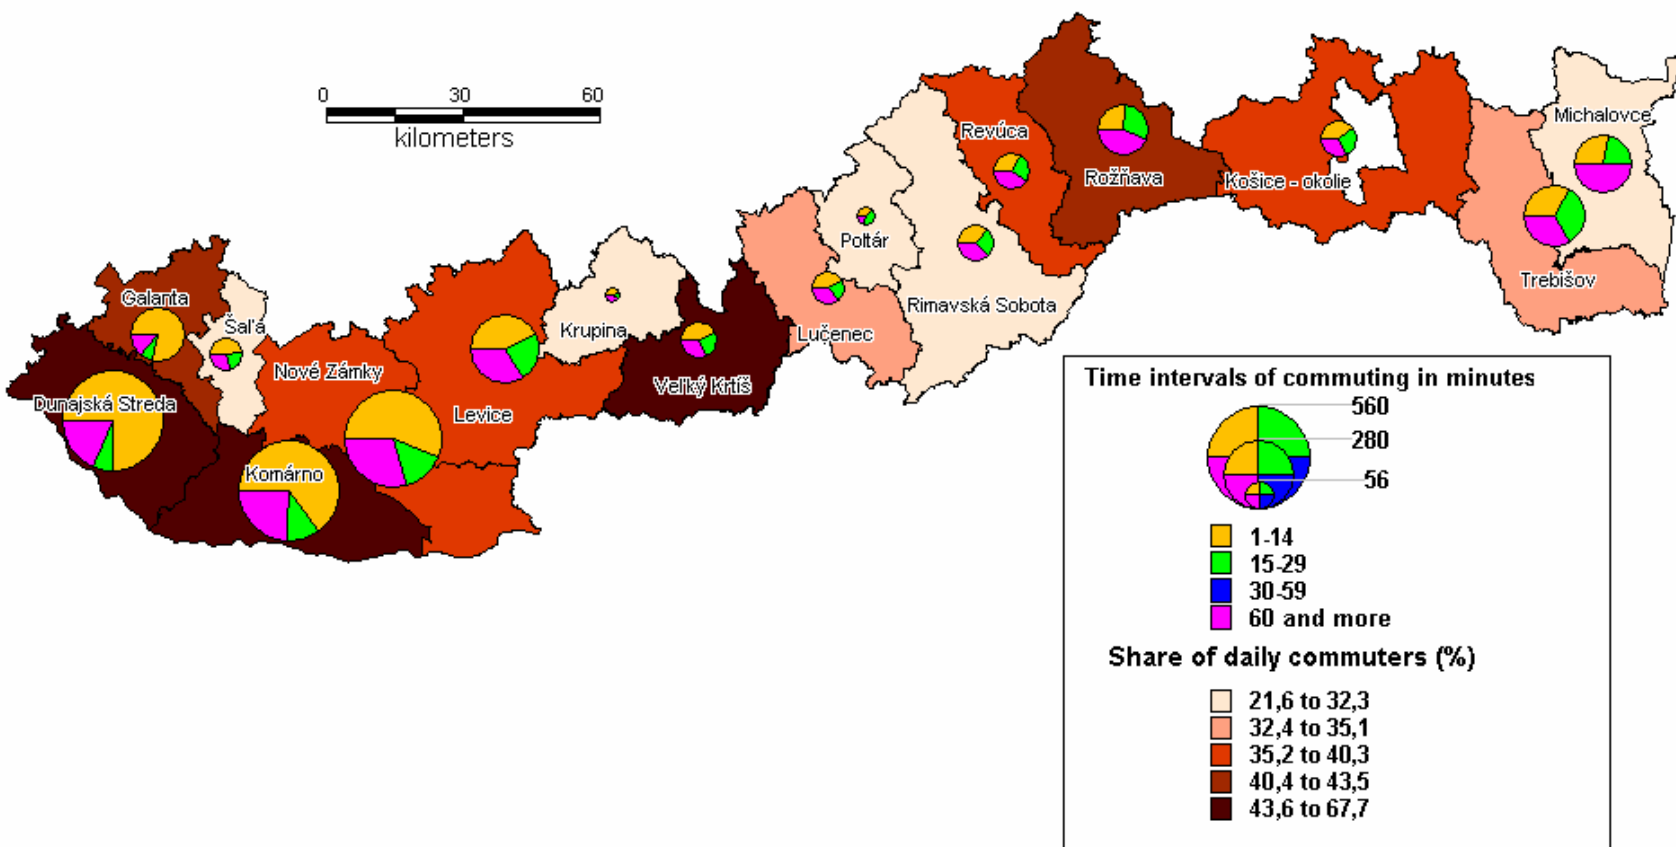 0 30 60
kilometers
Michalovce
Revúca
Rožňava
Košice - okolie
Poltár
Trebišov
Galanta
Rimavská Sobota
Šaľa
Krupina
Lučenec
Nové Zámky
Veľký Krtíš
Dunajská Streda
Levice
Komárno
Time intervals of commuting in minutes
560
280
56
1-14
15-29
30-59
60 and more
Share of daily commuters (%)
21,6 to 32,3
32,4 to 35,1
35,2 to 40,3
40,4 to 43,5
43,6 to 67,7